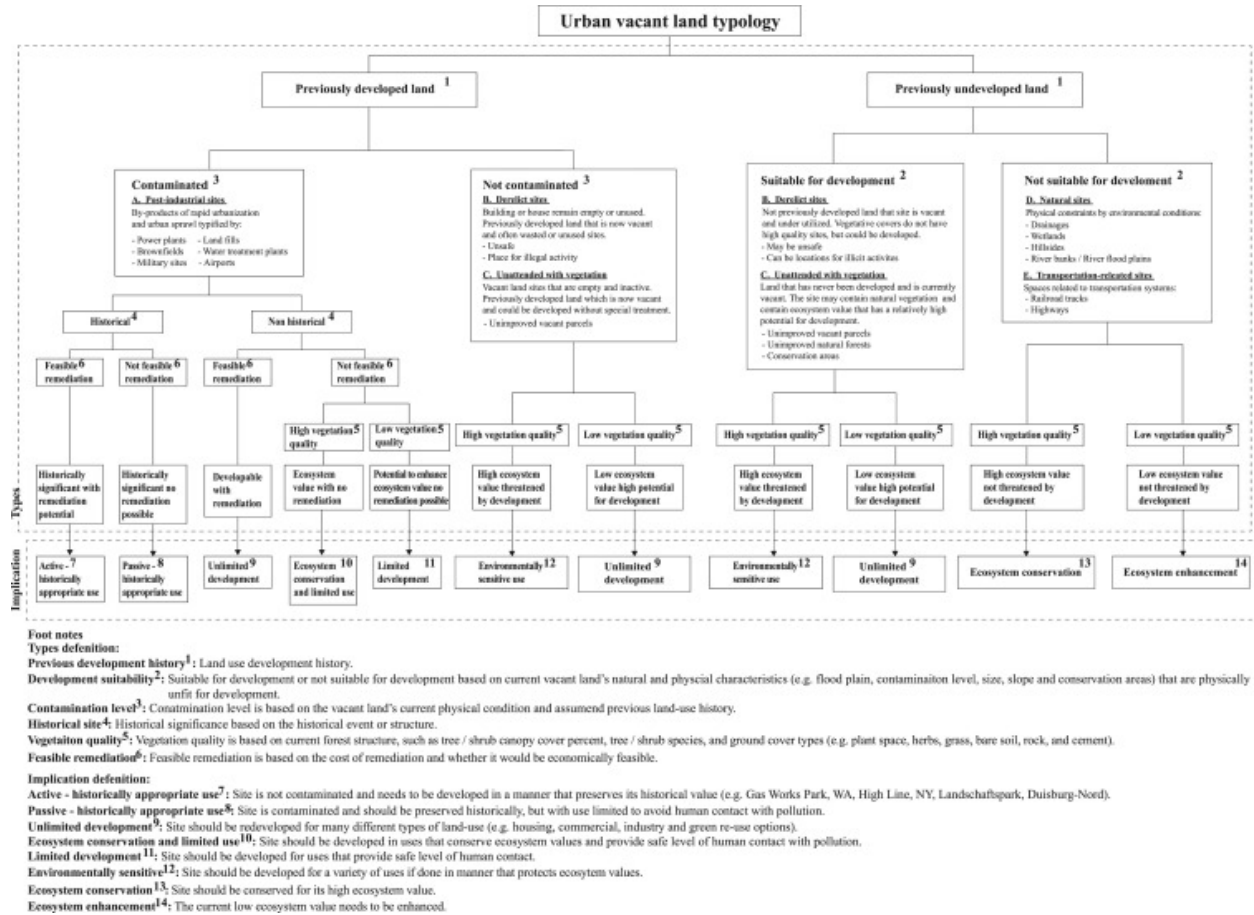 Urban vacant land typology
Previously developed land 1
Previously undeveloped land 1
Contaminated 3
A. Post-industrial sites
By-products of rapid urbanization
and urban sprawl typified by:
- Power plants - Land fills
- Brownfields - Water treatment plants
- Military sites - Airports
Not contaminated 3
B. Derelict sites
Building or house remain empty or unused.
Previously developed land that is now vacant
and often wasted or unused sites.
- Unsafe
- Place for illegal activity
C. Unattended with vegetation
Vacant land sites that are empty and inactive.
Previously developed land which is now vacant
and could be developed without special treatment.
- Unimproved vacant parcels
Suitable for development 2
B. Derelict sites
Not previously developed land that site is vacant
and under utilized. Vegetative covers do not have
high quality sites, but could be developed.
- May be unsafe
- Can be locations for illicit activites
C. Unattended with vegetation
Land that has never been developed and is currently
vacant. The site may contain natural vegetation and
contain ecosystem value that has a relatively high
potential for development.
- Unimproved vacant parcels
- Unimproved natural forests
- Conservation areas
Not suitable for develoment 2
D. Natural sites
Physical constraints by environmental conditions:
- Drainages
- Wetlands
- Hillsides
- River banks / River flood plains
E. Transportation-releated sites
Spaces related to transportation systems:
- Railroad tracks
- Highways
Historical 4
Non historical 4
Feasible 6
remediation
Not feasible 6
remediation
Feasible 6
remediation
Not feasible 6
remediation
High vegetation 5
quality
Low vegetation 5
quality
High vegetation quality 5
Low vegetation quality 5
High vegetation quality 5
Low vegetation quality 5
High vegetation quality 5
Low vegetation quality 5
Types
Historically
significant with
remediation
potential
Historically
significant no
remediation
possible
Developable
with
remediation
Ecosystem
value with no
remediation
Potential to enhance
ecosystem value no
remediation possible
High ecosystem
value threatened
by development
Low ecosystem
value high potential
for development
High ecosystem
value threatened
by development
Low ecosystem
value high potential
for development
High ecosystem value
not threatened by
development
Low ecosystem value
not threatened by
development
Implication
Active - 7
historically
appropriate use
Passive - 8
historically
appropriate use
Unlimited 9
development
Ecosystem 10
conservation
and limited use
Limited 11
development
Environmentally 12
sensitive use
Unlimited 9
development
Environmentally 12
sensitive use
Unlimited 9
development
Ecosystem conservation 13
Ecosystem enhancement 14
Foot notes
Types defenition:
Previous development history1: Land use development history.
Development suitability2: Suitable for development or not suitable for development based on current vacant land's natural and physcial characteristics (e.g. flood plain, contaminaiton level, size, slope and conservation areas) that are physically
unfit for development.
Contamination level3: Conatmination level is based on the vacant land's current physical condition and assumend previous land-use history.
Historical site4: Historical significance based on the historical event or structure.
Vegetaiton quality5: Vegetation quality is based on current forest structure, such as tree / shrub canopy cover percent, tree / shrub species, and ground cover types (e.g. plant space, herbs, grass, bare soil, rock, and cement).
Feasible remediation6: Feasible remediation is based on the cost of remediation and whether it would be economically feasible.
Implication defenition:
Active - historically appropriate use7: Site is not contaminated and needs to be developed in a manner that preserves its historical value (e.g. Gas Works Park, WA, High Line, NY, Landschaftspark, Duisburg-Nord).
Passive - historically appropriate use8: Site is contaminated and should be preserved historically, but with use limited to avoid human contact with pollution.
Unlimited development9: Site should be redeveloped for many different types of land-use (e.g. housing, commercial, industry and green re-use options).
Ecosystem conservation and limited use10: Site should be developed in uses that conserve ecosystem values and provide safe level of human contact with pollution.
Limited development11: Site should be developed for uses that provide safe level of human contact.
Environmentally sensitive12: Site should be developed for a variety of uses if done in manner that protects ecosytem values.
Ecosystem conservation13: Site should be conserved for its high ecosystem value.
Ecosystem enhancement14: The current low ecosystem value needs to be enhanced.